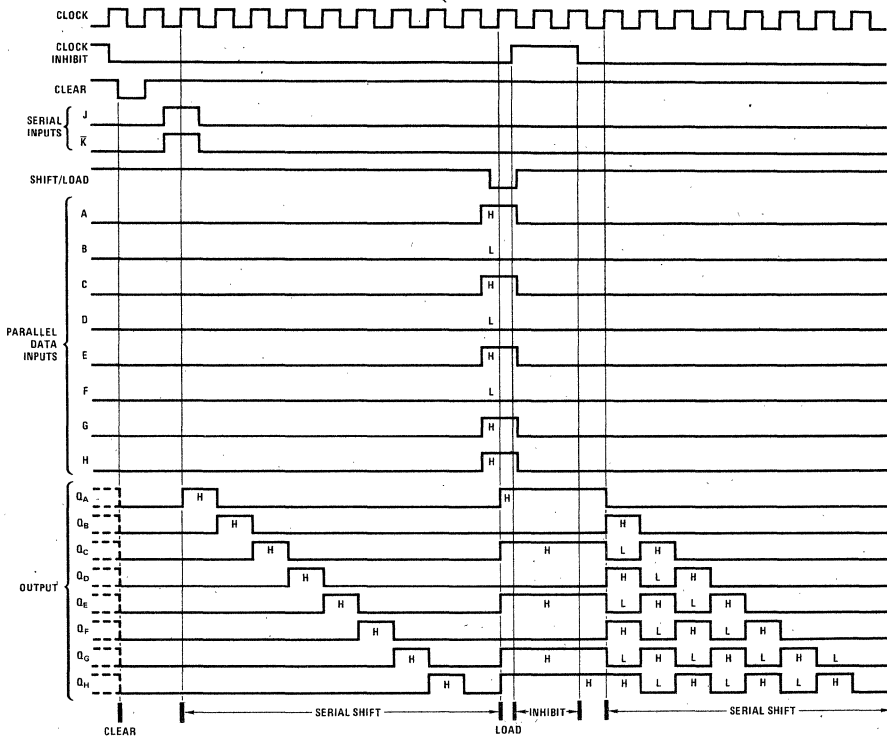 CLOCK
CLOCK
INHIBIT
CLEAR
SERIAL
INPUTS
J
K̅
SHIFT/LOAD
PARALLEL
DATA
INPUTS
A
H
B
L
C
H
D
L
E
H
F
L
G
H
H
H
OUTPUT
QA
H
H
QB
H
H
QC
H
H
L
H
QD
H
H
L
H
QE
H
H
L
H
L
H
QF
H
H
L
H
L
H
QG
H
H
L
H
L
H
L
H
L
QH
H
H
H
L
H
L
H
L
H
SERIAL SHIFT
INHIBIT
SERIAL SHIFT
CLEAR
LOAD